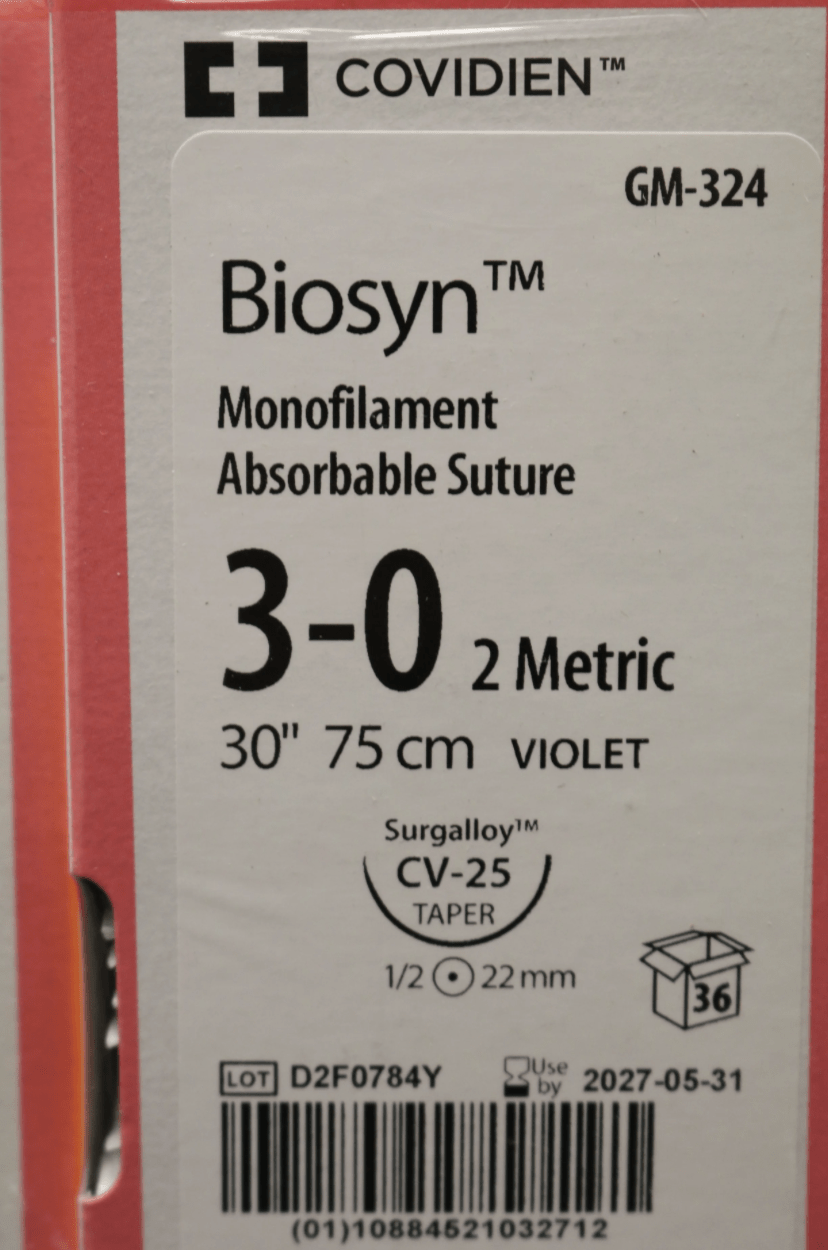 COVIDIEN™
GM-324
Biosyn™
Monofilament
Absorbable Suture
3-0 2 Metric
30" 75 cm VIOLET
Surgalloy™
CV-25
TAPER
1/2 22 mm
36
LOT D2F0784Y Use by 2027-05-31
(01)10884521032712